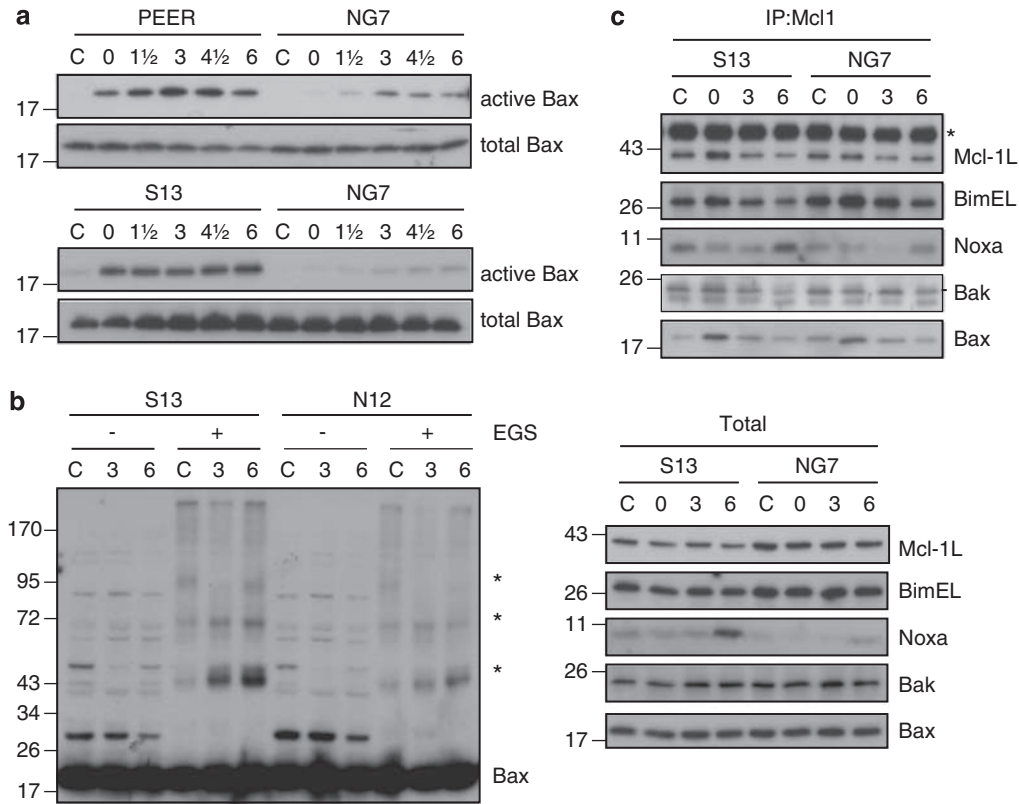 a
PEER NG7
C 0 1½ 3 4½ 6 C 0 1½ 3 4½ 6
17 active Bax
17 total Bax
S13 NG7
C 0 1½ 3 4½ 6 C 0 1½ 3 4½ 6
17 active Bax
17 total Bax
b
S13 N12
- + - + EGS
C 3 6 C 3 6 C 3 6 C 3 6
170
95 *
72 *
43 *
34
26
17 Bax
c
IP:Mcl1
S13 NG7
C 0 3 6 C 0 3 6
*
43 Mcl-1L
26 BimEL
11 Noxa
26 Bak
17 Bax
Total
S13 NG7
C 0 3 6 C 0 3 6
43 Mcl-1L
26 BimEL
11 Noxa
26 Bak
17 Bax